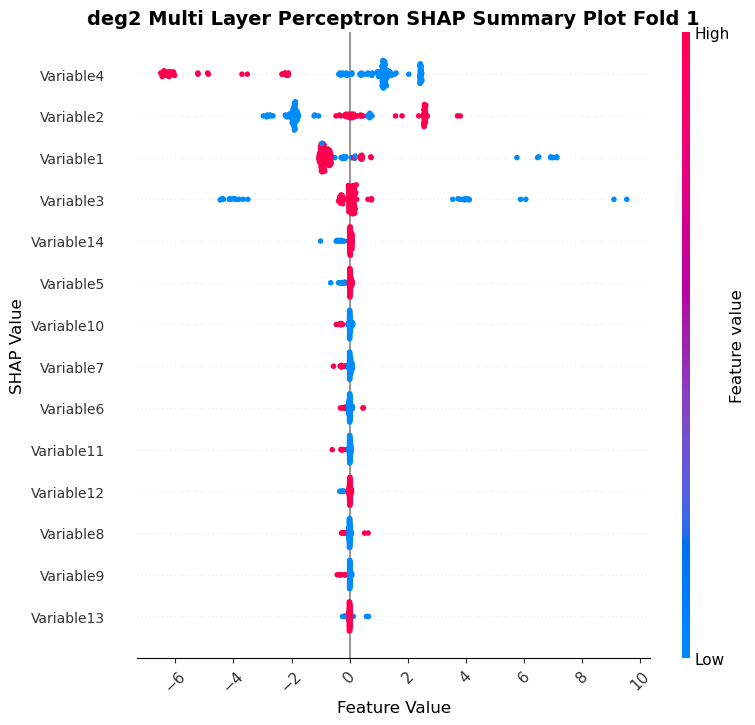 deg2 Multi Layer Perceptron SHAP Summary Plot Fold 1
High
Variable4
Variable2
Variable1
Variable3
Variable14
Variable5
Variable10
Variable7
Variable6
Variable11
Variable12
Variable8
Variable9
Variable13
SHAP Value
Feature value
Low
−6 −4 −2 0 2 4 6 8 10
Feature Value